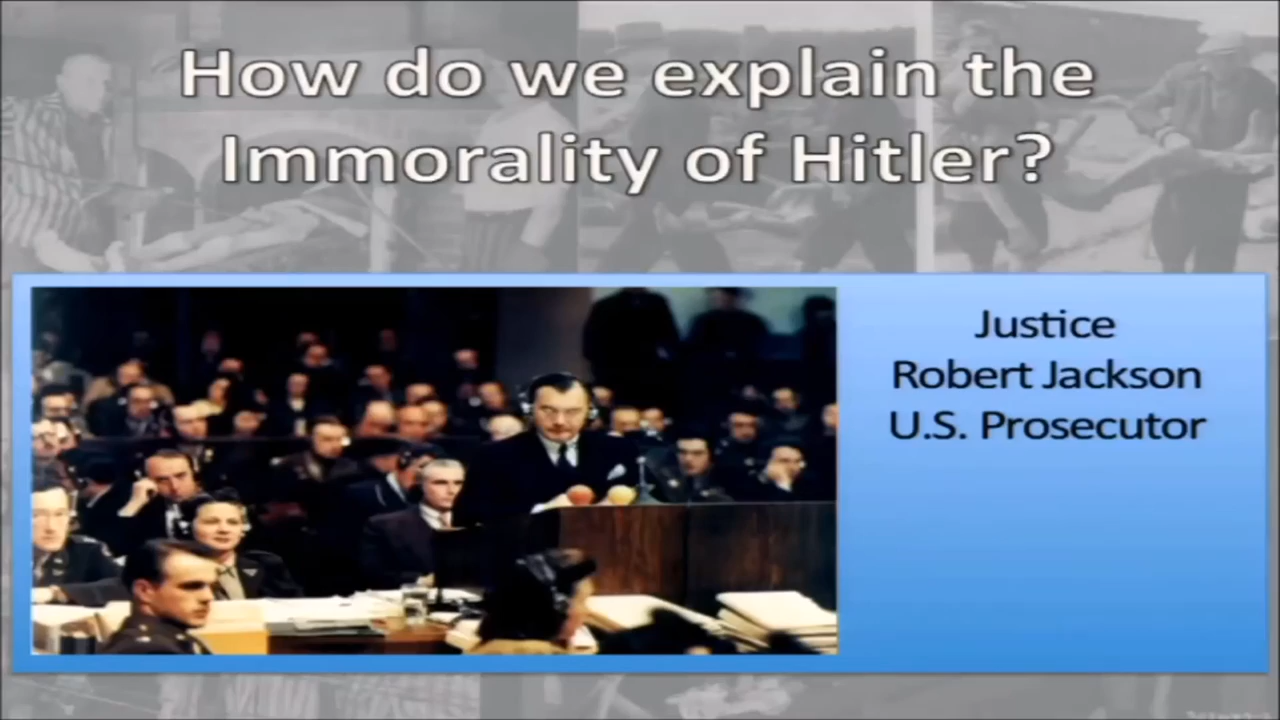 How do we explain the
Immorality of Hitler?
Justice
Robert Jackson
U.S. Prosecutor